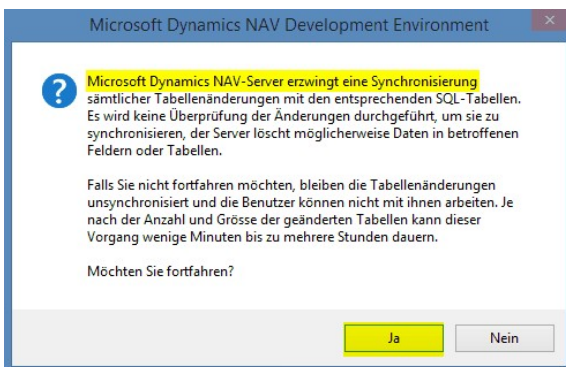 Microsoft Dynamics NAV Development Environment
Microsoft Dynamics NAV-Server erzwingt eine Synchronisierung
sämtlicher Tabellenänderungen mit den entsprechenden SQL-Tabellen.
Es wird keine Überprüfung der Änderungen durchgeführt, um sie zu
synchronisieren, der Server löscht möglicherweise Daten in betroffenen
Feldern oder Tabellen.
Falls Sie nicht fortfahren möchten, bleiben die Tabellenänderungen
unsynchronisiert und die Benutzer können nicht mit ihnen arbeiten. Je
nach der Anzahl und Grösse der geänderten Tabellen kann dieser
Vorgang wenige Minuten bis zu mehrere Stunden dauern.
Möchten Sie fortfahren?
Ja Nein